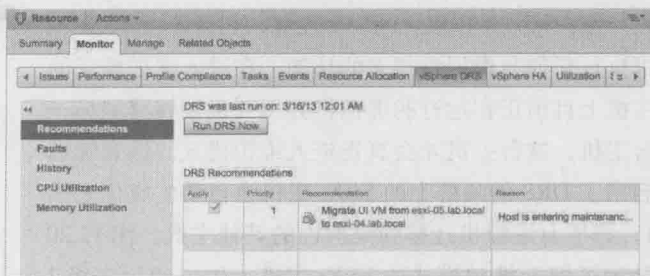 Resource Actions
Summary Monitor Manage Related Objects
Issues Performance Profile Compliance Tasks Events Resource Allocation vSphere DRS vSphere HA Utilization
DRS was last run on: 3/16/13 12:01 AM
Run DRS Now
Recommendations
Faults
History
CPU Utilization
Memory Utilization
DRS Recommendations
Apply Priority Recommendation Reason
1 Migrate UI VM from esxi-05.lab.local to esxi-04.lab.local Host is entering maintenanc...